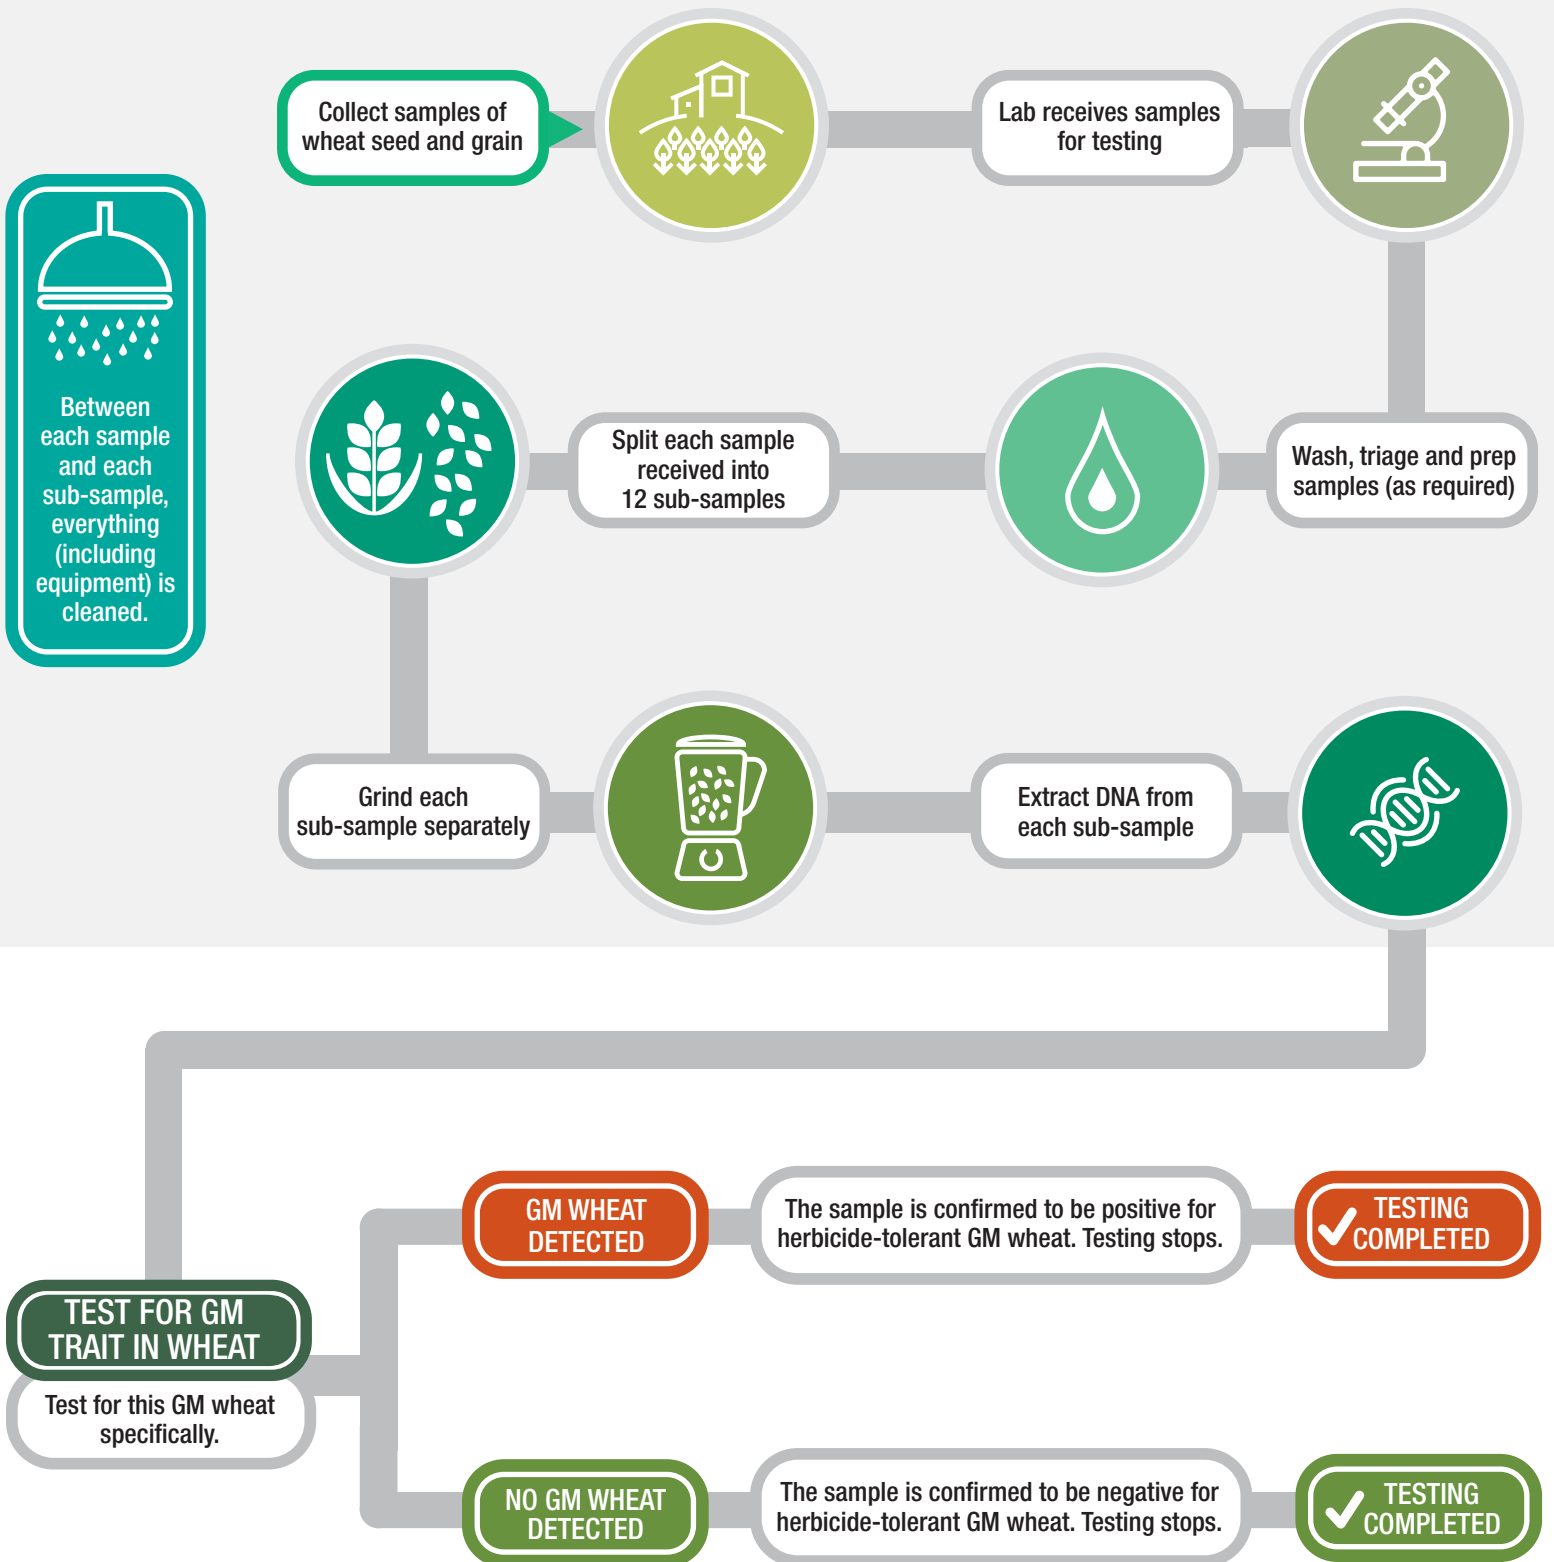 Collect samples of
wheat seed and grain
Lab receives samples
for testing
Between
each sample
and each
sub-sample,
everything
(including
equipment) is
cleaned.
Wash, triage and prep
samples (as required)
Split each sample
received into
12 sub-samples
Grind each
sub-sample separately
Extract DNA from
each sub-sample
TEST FOR GM
TRAIT IN WHEAT
Test for this GM wheat
specifically.
GM WHEAT
DETECTED
The sample is confirmed to be positive for
herbicide-tolerant GM wheat. Testing stops.
TESTING
COMPLETED
NO GM WHEAT
DETECTED
The sample is confirmed to be negative for
herbicide-tolerant GM wheat. Testing stops.
TESTING
COMPLETED